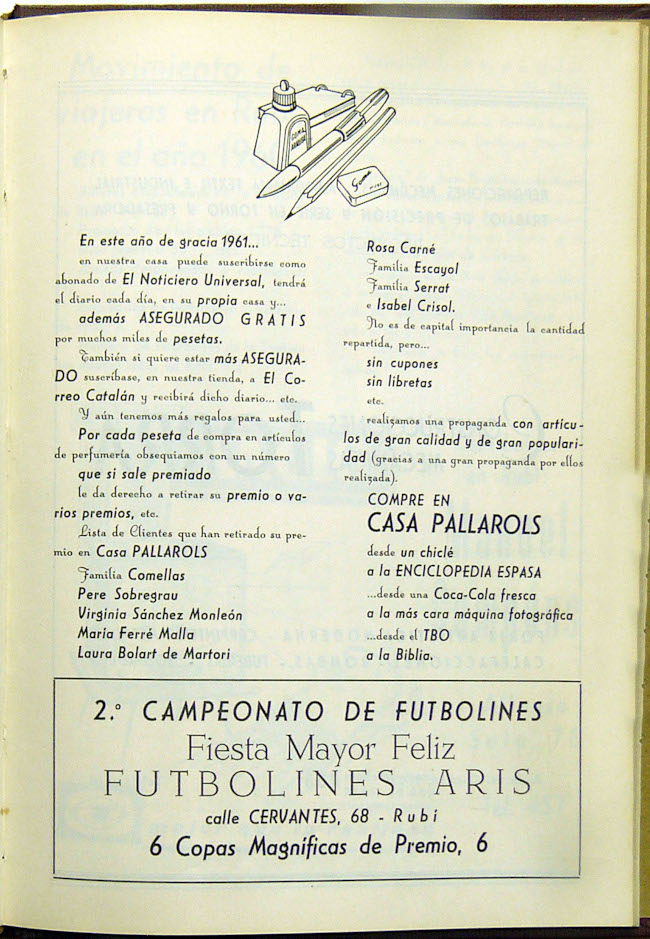 GOMA
Goma
En este año de gracia 1961...
en nuestra casa puede suscribirse como
abonado de El Noticiero Universal, tendrá
el diario cada día, en su propia casa y...
además ASEGURADO GRATIS
por muchos miles de pesetas.
También si quiere estar más ASEGURA-
DO suscríbase, en nuestra tienda, a El Co-
rreo Catalán y recibirá dicho diario... etc.
Y aún tenemos más regalos para usted...
Por cada peseta de compra en artículos
de perfumería obsequiamos con un número
que si sale premiado
le da derecho a retirar su premio o va-
rios premios, etc.
Lista de Clientes que han retirado su pre-
mio en Casa PALLAROLS
Familia Comellas
Pere Sobregrau
Virginia Sánchez Monleón
María Ferré Malla
Laura Bolart de Martori
Rosa Carné
Familia Escayol
Familia Serrat
e Isabel Crisol.
No es de capital importancia la cantidad
repartida, pero...
sin cupones
sin libretas
etc.
realizamos una propaganda con artícu-
los de gran calidad y de gran populari-
dad (gracias a una gran propaganda por ellos
realizada).
COMPRE EN
CASA PALLAROLS
desde un chiclé
a la ENCICLOPEDIA ESPASA
...desde una Coca-Cola fresca
a la más cara máquina fotográfica
...desde el TBO
a la Biblia.
2.º CAMPEONATO DE FUTBOLINES
Fiesta Mayor Feliz
FUTBOLINES ARIS
calle CERVANTES, 68 - Rubí
6 Copas Magníficas de Premio, 6